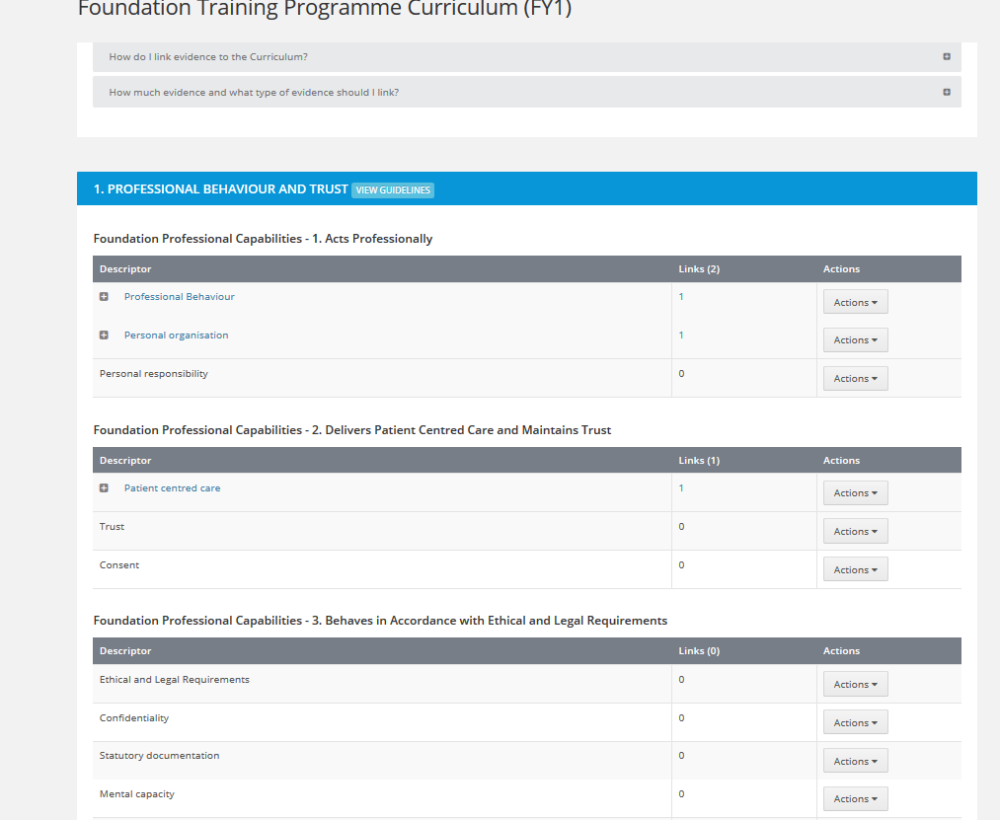 Foundation Training Programme Curriculum (FY1)
How do I link evidence to the Curriculum?
How much evidence and what type of evidence should I link?
1. PROFESSIONAL BEHAVIOUR AND TRUST VIEW GUIDELINES
Foundation Professional Capabilities - 1. Acts Professionally
Descriptor Links (2) Actions
Professional Behaviour 1 Actions
Personal organisation 1 Actions
Personal responsibility 0 Actions
Foundation Professional Capabilities - 2. Delivers Patient Centred Care and Maintains Trust
Descriptor Links (1) Actions
Patient centred care 1 Actions
Trust 0 Actions
Consent 0 Actions
Foundation Professional Capabilities - 3. Behaves in Accordance with Ethical and Legal Requirements
Descriptor Links (0) Actions
Ethical and Legal Requirements 0 Actions
Confidentiality 0 Actions
Statutory documentation 0 Actions
Mental capacity 0 Actions